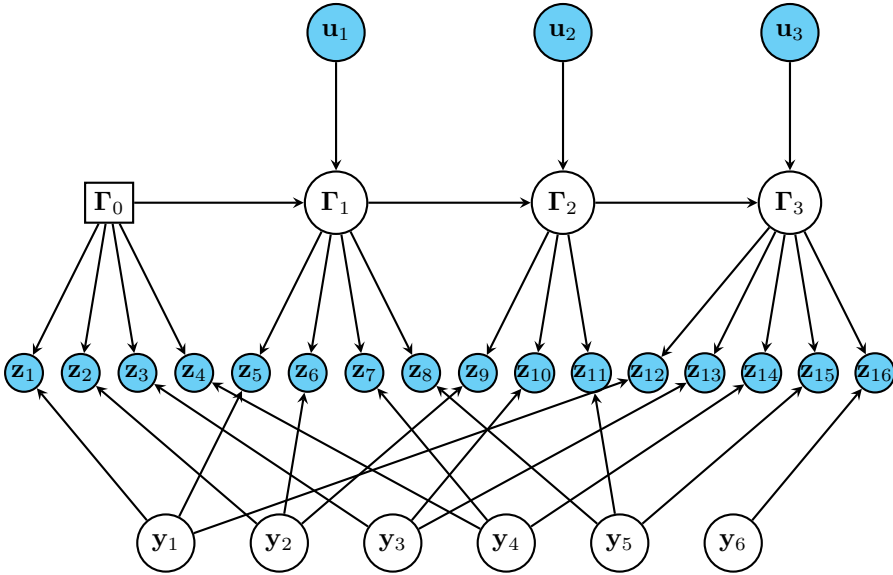 u₁ u₂ u₃
Γ₀ Γ₁ Γ₂ Γ₃
z₁ z₂ z₃ z₄ z₅ z₆ z₇ z₈ z₉ z₁₀ z₁₁ z₁₂ z₁₃ z₁₄ z₁₅ z₁₆
y₁ y₂ y₃ y₄ y₅ y₆